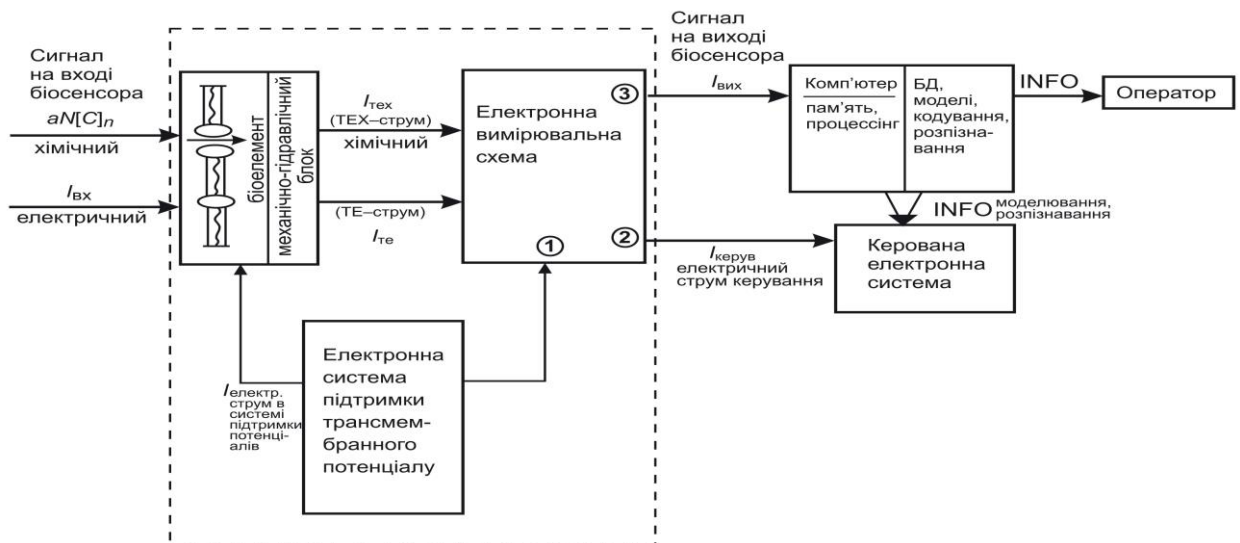 Сигнал
на вході
біосенсора
aN[C]n
хімічний
Iвх
електричний
біоелемент
механічно-гідравлічний
блок
Iтех
(ТЕХ–струм)
хімічний
(ТЕ–струм)
Iте
Електронна
вимірювальна
схема
1
2
3
Електронна
система
підтримки
трансмем-
бранного
потенціалу
Iелектр.
струм в
системі
підтримки
потенці-
алів
Сигнал
на виході
біосенсора
Iвих
Iкерув
електричний
струм керування
Комп’ютер
пам’ять,
процессінг
БД,
моделі,
кодування,
розпізна-
вання
INFO
Оператор
INFO моделювання,
розпізнавання
Керована
електронна
система